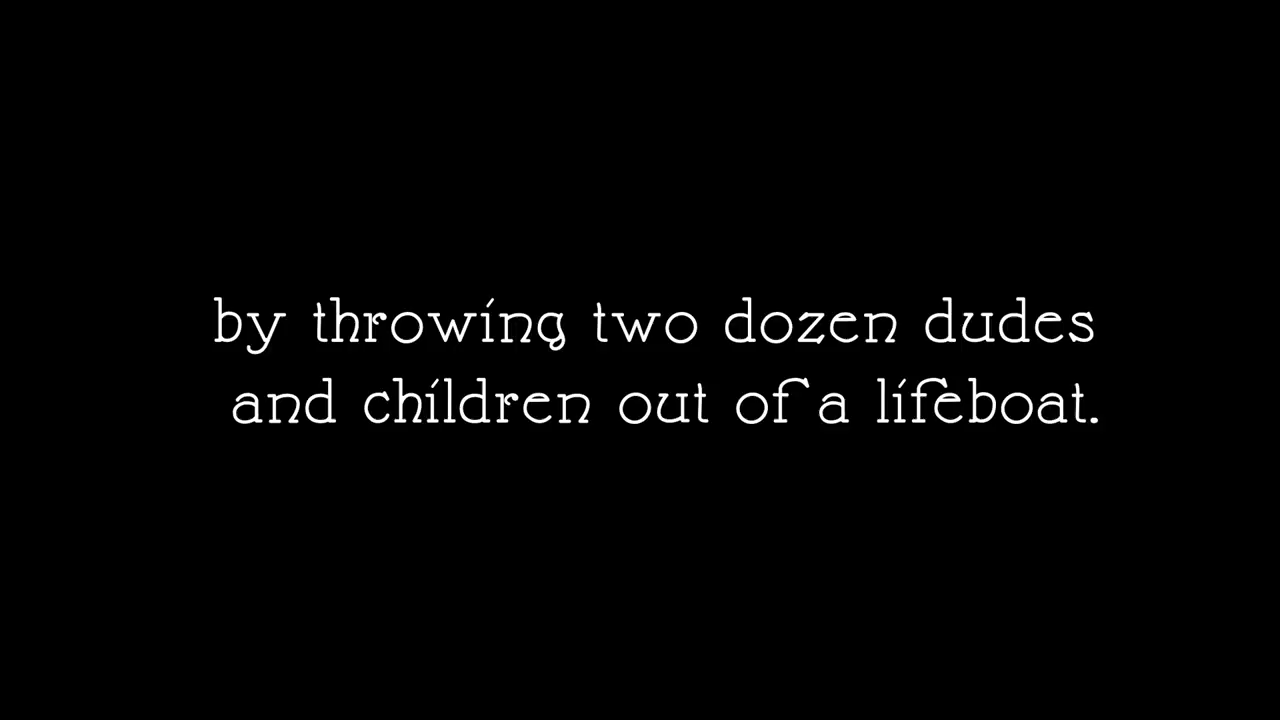 by throwing two dozen dudes
and children out of a lifeboat.